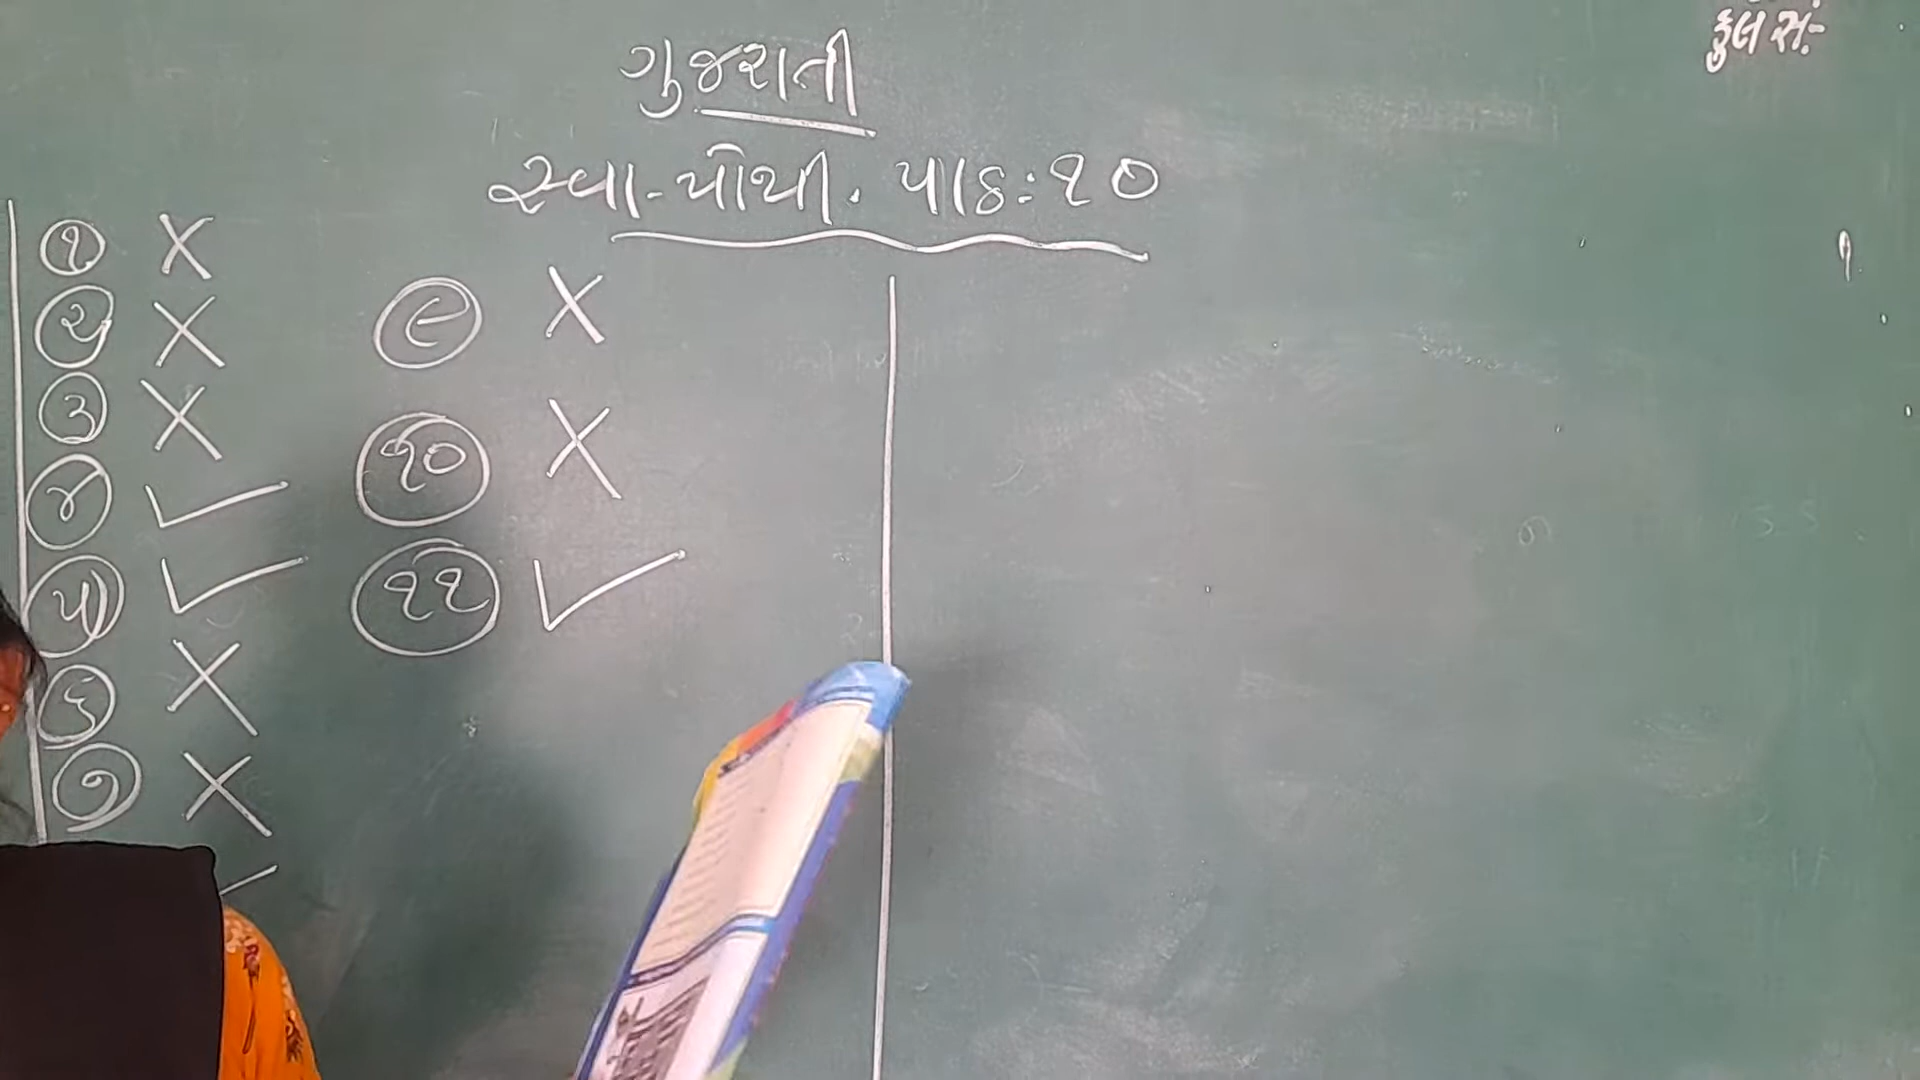 ગુજરાતી
સ્વા-પોથી. પાઠ:૧૦
૧ X
૨ X
૩ X
૪ ✓
૫ ✓
૬ X
૭ X
✓
૯ X
૧૦ X
૧૧ ✓
કુલ સં.-